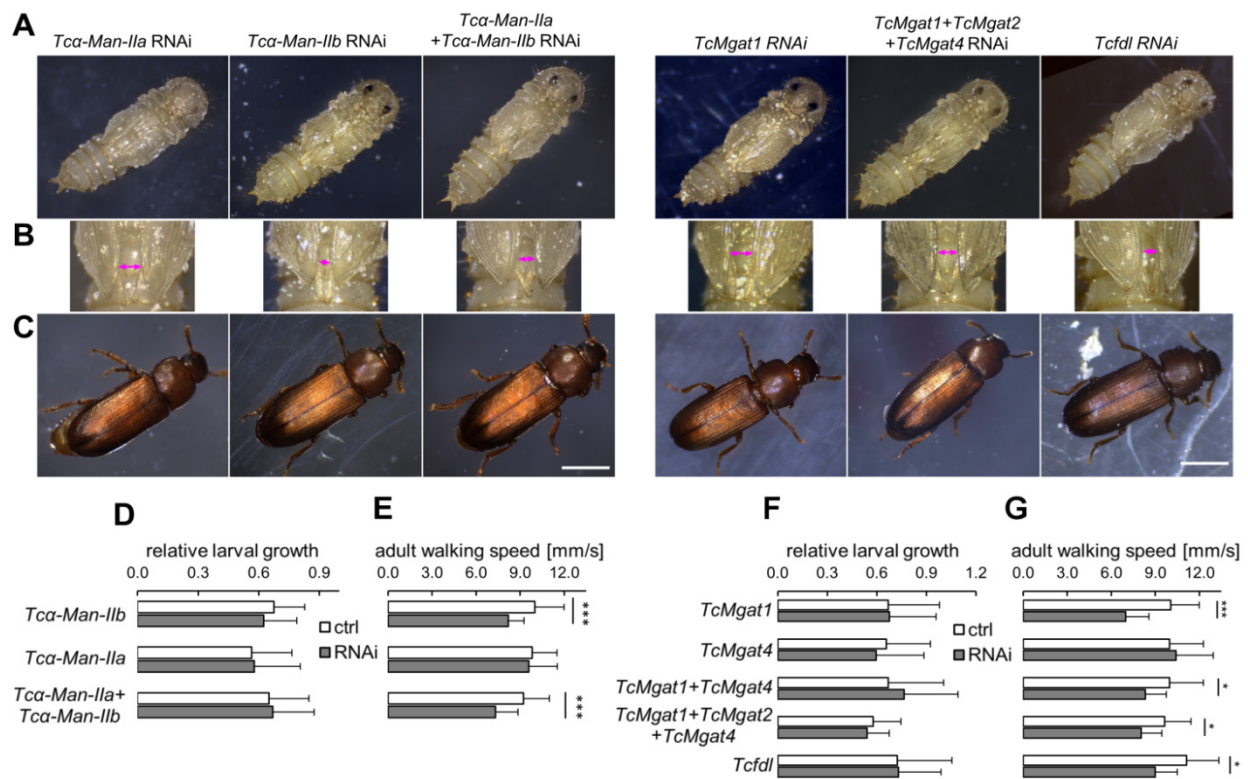 A
Tcα-Man-IIa RNAi
Tcα-Man-IIb RNAi
Tcα-Man-IIa
+Tcα-Man-IIb RNAi
TcMgat1 RNAi
TcMgat1+TcMgat2
+TcMgat4 RNAi
Tcfdl RNAi
B
C
D
relative larval growth
0.0 0.3 0.6 0.9
Tcα-Man-IIb
Tcα-Man-IIa
Tcα-Man-IIa+
Tcα-Man-IIb
ctrl
RNAi
E
adult walking speed [mm/s]
0.0 3.0 6.0 9.0 12.0
***
***
F
relative larval growth
0.0 0.3 0.6 0.9 1.2
TcMgat1
TcMgat4
TcMgat1+TcMgat4
TcMgat1+TcMgat2
+TcMgat4
Tcfdl
ctrl
RNAi
G
adult walking speed [mm/s]
0.0 3.0 6.0 9.0 12.0
***
*
*
*